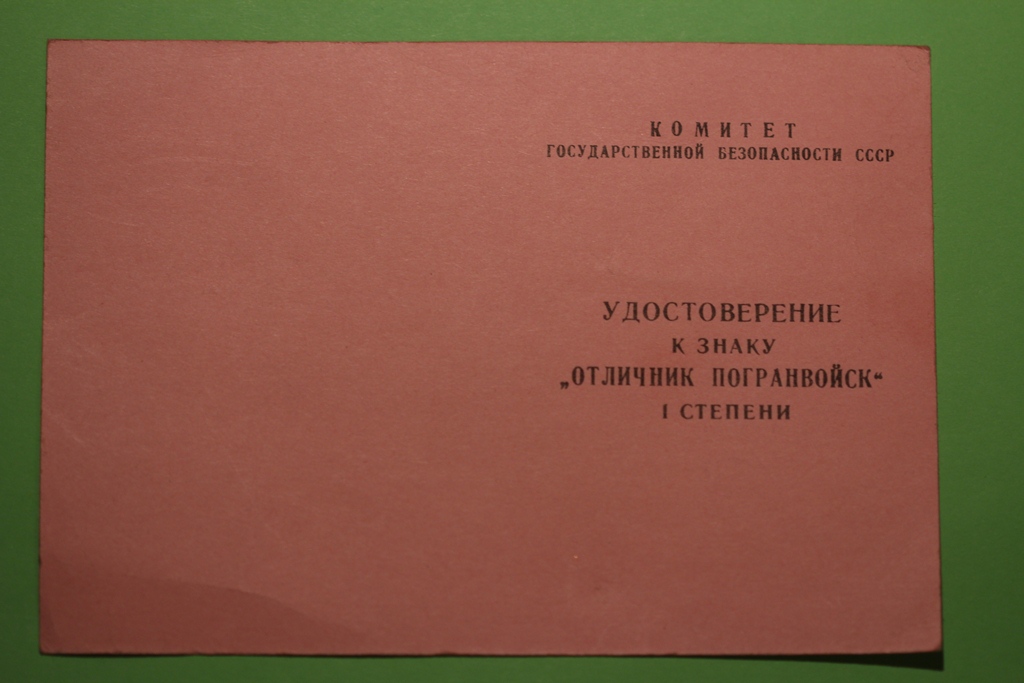 КОМИТЕТ
ГОСУДАРСТВЕННОЙ БЕЗОПАСНОСТИ СССР
УДОСТОВЕРЕНИЕ
К ЗНАКУ
„ОТЛИЧНИК ПОГРАНВОЙСК“
I СТЕПЕНИ